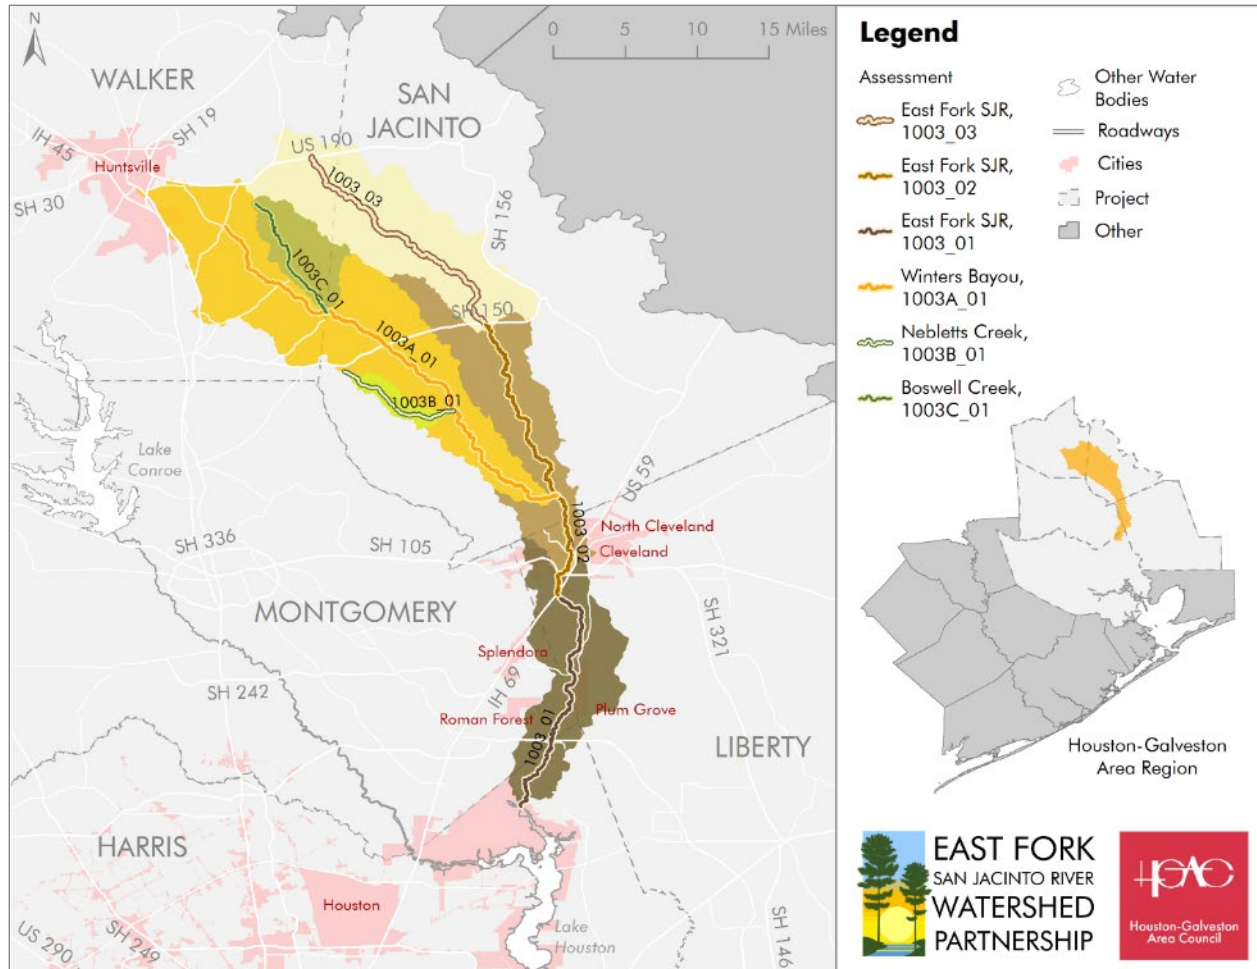 N
0 5 10 15 Miles
WALKER
SAN
JACINTO
SH 19
IH 45
US 190
Huntsville
SH 30
1003_03
SH 156
1003C_01
SH 150
1003A_01
1003B_01
Lake
Conroe
US 59
1003_02
North Cleveland
Cleveland
SH 336
SH 105
MONTGOMERY
SH 321
Splendora
IH 69
SH 242
Roman Forest
Plum Grove
1003_01
LIBERTY
HARRIS
Houston
Lake
Houston
US 290
SH 249
SH 146
Legend
Assessment
East Fork SJR,
1003_03
East Fork SJR,
1003_02
East Fork SJR,
1003_01
Winters Bayou,
1003A_01
Nebletts Creek,
1003B_01
Boswell Creek,
1003C_01
Other Water
Bodies
Roadways
Cities
Project
Other
Houston-Galveston
Area Region
EAST FORK
SAN JACINTO RIVER
WATERSHED
PARTNERSHIP
HGAC
Houston-Galveston
Area Council